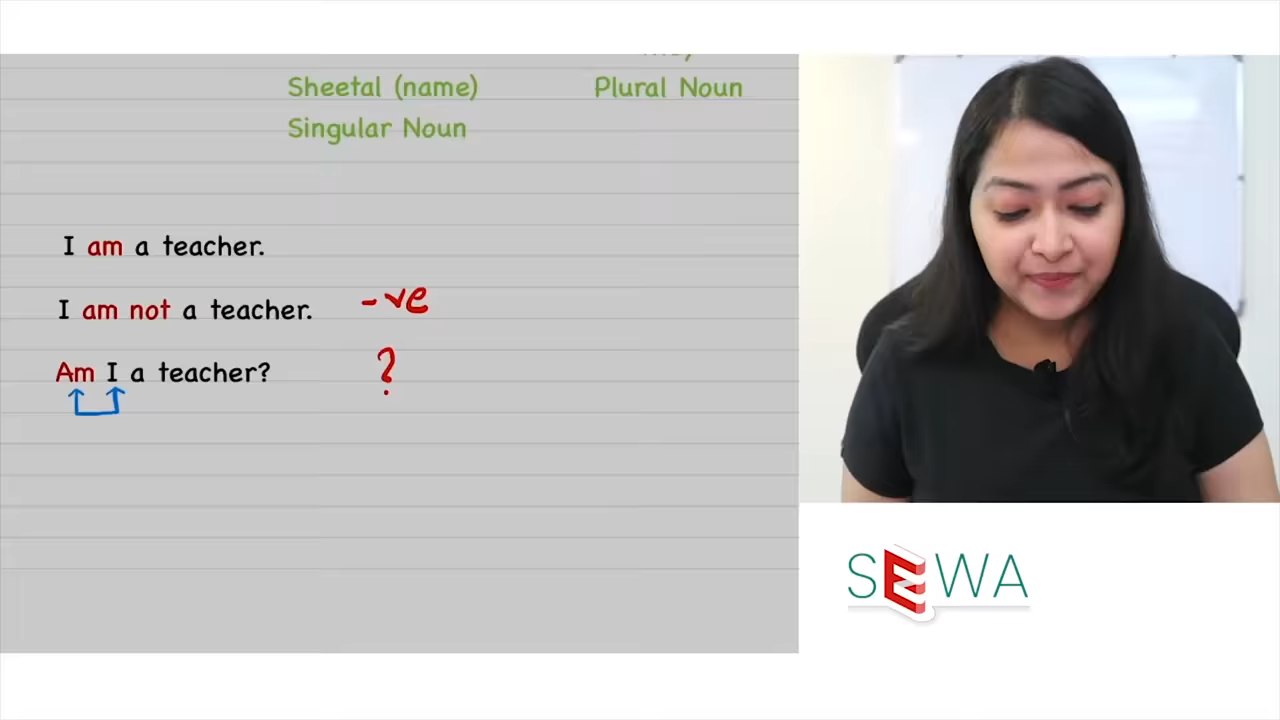 Sheetal (name) Plural Noun
Singular Noun
I am a teacher.
I am not a teacher. -ve
Am I a teacher? ?
SEWA